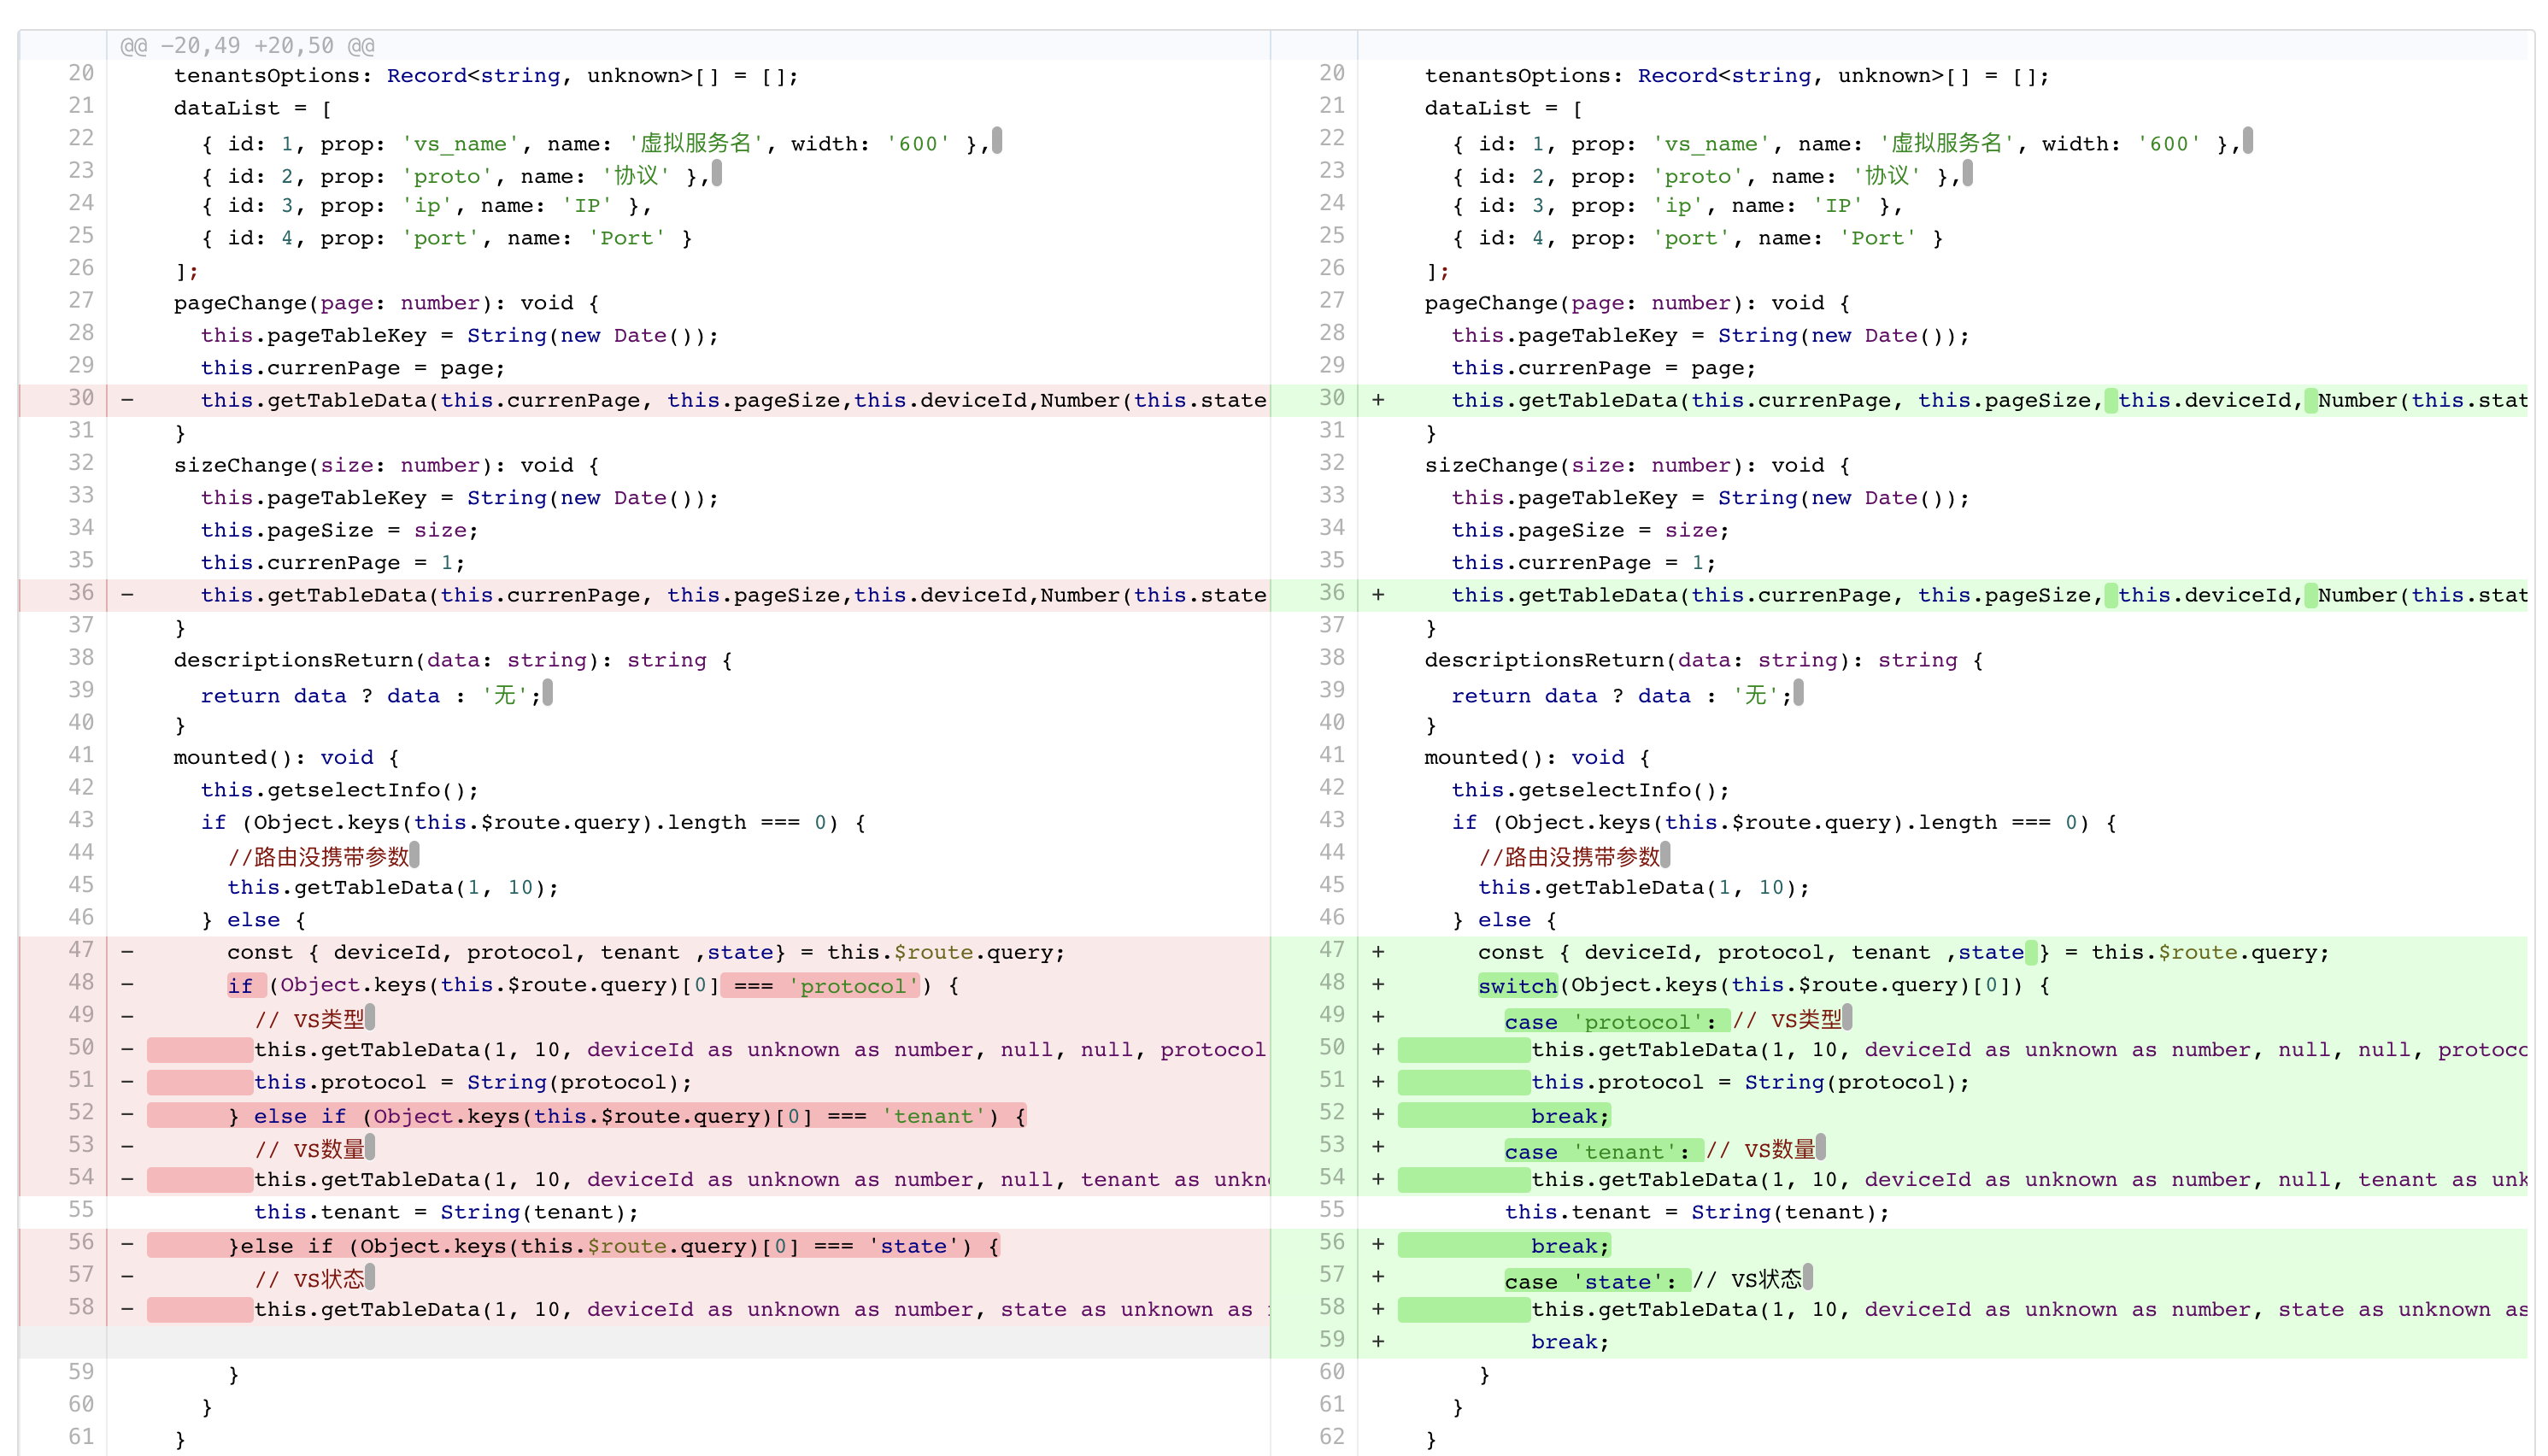 @@ −20,49 +20,50 @@
20 tenantsOptions: Record<string, unknown>[] = [];
21 dataList = [
22 { id: 1, prop: 'vs_name', name: '虚拟服务名', width: '600' },
23 { id: 2, prop: 'proto', name: '协议' },
24 { id: 3, prop: 'ip', name: 'IP' },
25 { id: 4, prop: 'port', name: 'Port' }
26 ];
27 pageChange(page: number): void {
28 this.pageTableKey = String(new Date());
29 this.currenPage = page;
30 − this.getTableData(this.currenPage, this.pageSize,this.deviceId,Number(this.state
31 }
32 sizeChange(size: number): void {
33 this.pageTableKey = String(new Date());
34 this.pageSize = size;
35 this.currenPage = 1;
36 − this.getTableData(this.currenPage, this.pageSize,this.deviceId,Number(this.state
37 }
38 descriptionsReturn(data: string): string {
39 return data ? data : '无';
40 }
41 mounted(): void {
42 this.getselectInfo();
43 if (Object.keys(this.$route.query).length === 0) {
44 //路由没携带参数
45 this.getTableData(1, 10);
46 } else {
47 − const { deviceId, protocol, tenant ,state} = this.$route.query;
48 − if (Object.keys(this.$route.query)[0] === 'protocol') {
49 − // VS类型
50 − this.getTableData(1, 10, deviceId as unknown as number, null, null, protocol
51 − this.protocol = String(protocol);
52 − } else if (Object.keys(this.$route.query)[0] === 'tenant') {
53 − // VS数量
54 − this.getTableData(1, 10, deviceId as unknown as number, null, tenant as unkn
55 this.tenant = String(tenant);
56 − }else if (Object.keys(this.$route.query)[0] === 'state') {
57 − // VS状态
58 − this.getTableData(1, 10, deviceId as unknown as number, state as unknown as
59 }
60 }
61 }
20 tenantsOptions: Record<string, unknown>[] = [];
21 dataList = [
22 { id: 1, prop: 'vs_name', name: '虚拟服务名', width: '600' },
23 { id: 2, prop: 'proto', name: '协议' },
24 { id: 3, prop: 'ip', name: 'IP' },
25 { id: 4, prop: 'port', name: 'Port' }
26 ];
27 pageChange(page: number): void {
28 this.pageTableKey = String(new Date());
29 this.currenPage = page;
30 + this.getTableData(this.currenPage, this.pageSize, this.deviceId, Number(this.stat
31 }
32 sizeChange(size: number): void {
33 this.pageTableKey = String(new Date());
34 this.pageSize = size;
35 this.currenPage = 1;
36 + this.getTableData(this.currenPage, this.pageSize, this.deviceId, Number(this.stat
37 }
38 descriptionsReturn(data: string): string {
39 return data ? data : '无';
40 }
41 mounted(): void {
42 this.getselectInfo();
43 if (Object.keys(this.$route.query).length === 0) {
44 //路由没携带参数
45 this.getTableData(1, 10);
46 } else {
47 + const { deviceId, protocol, tenant ,state } = this.$route.query;
48 + switch(Object.keys(this.$route.query)[0]) {
49 + case 'protocol': // VS类型
50 + this.getTableData(1, 10, deviceId as unknown as number, null, null, protoco
51 + this.protocol = String(protocol);
52 + break;
53 + case 'tenant': // VS数量
54 + this.getTableData(1, 10, deviceId as unknown as number, null, tenant as unk
55 this.tenant = String(tenant);
56 + break;
57 + case 'state': // VS状态
58 + this.getTableData(1, 10, deviceId as unknown as number, state as unknown as
59 + break;
60 }
61 }
62 }